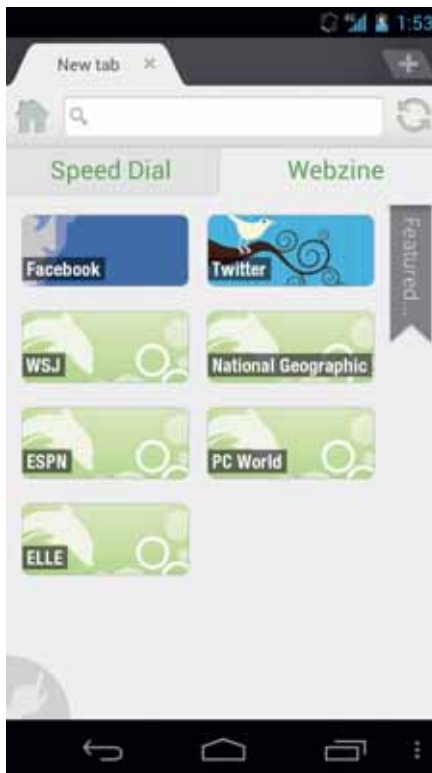 1:53
New tab
Speed Dial Webzine
Featured...
Facebook Twitter
WSJ National Geographic
ESPN PC World
ELLE